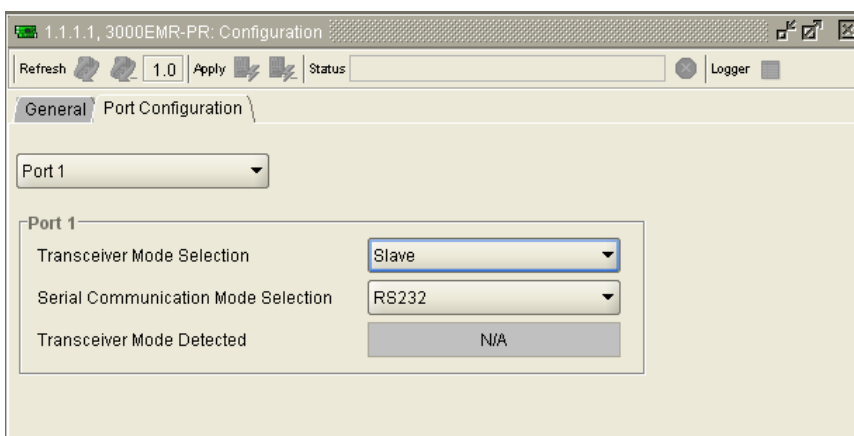 1.1.1.1, 3000EMR-PR: Configuration
Refresh 1.0 Apply Status Logger
General Port Configuration
Port 1
Port 1
Transceiver Mode Selection Slave
Serial Communication Mode Selection RS232
Transceiver Mode Detected N/A